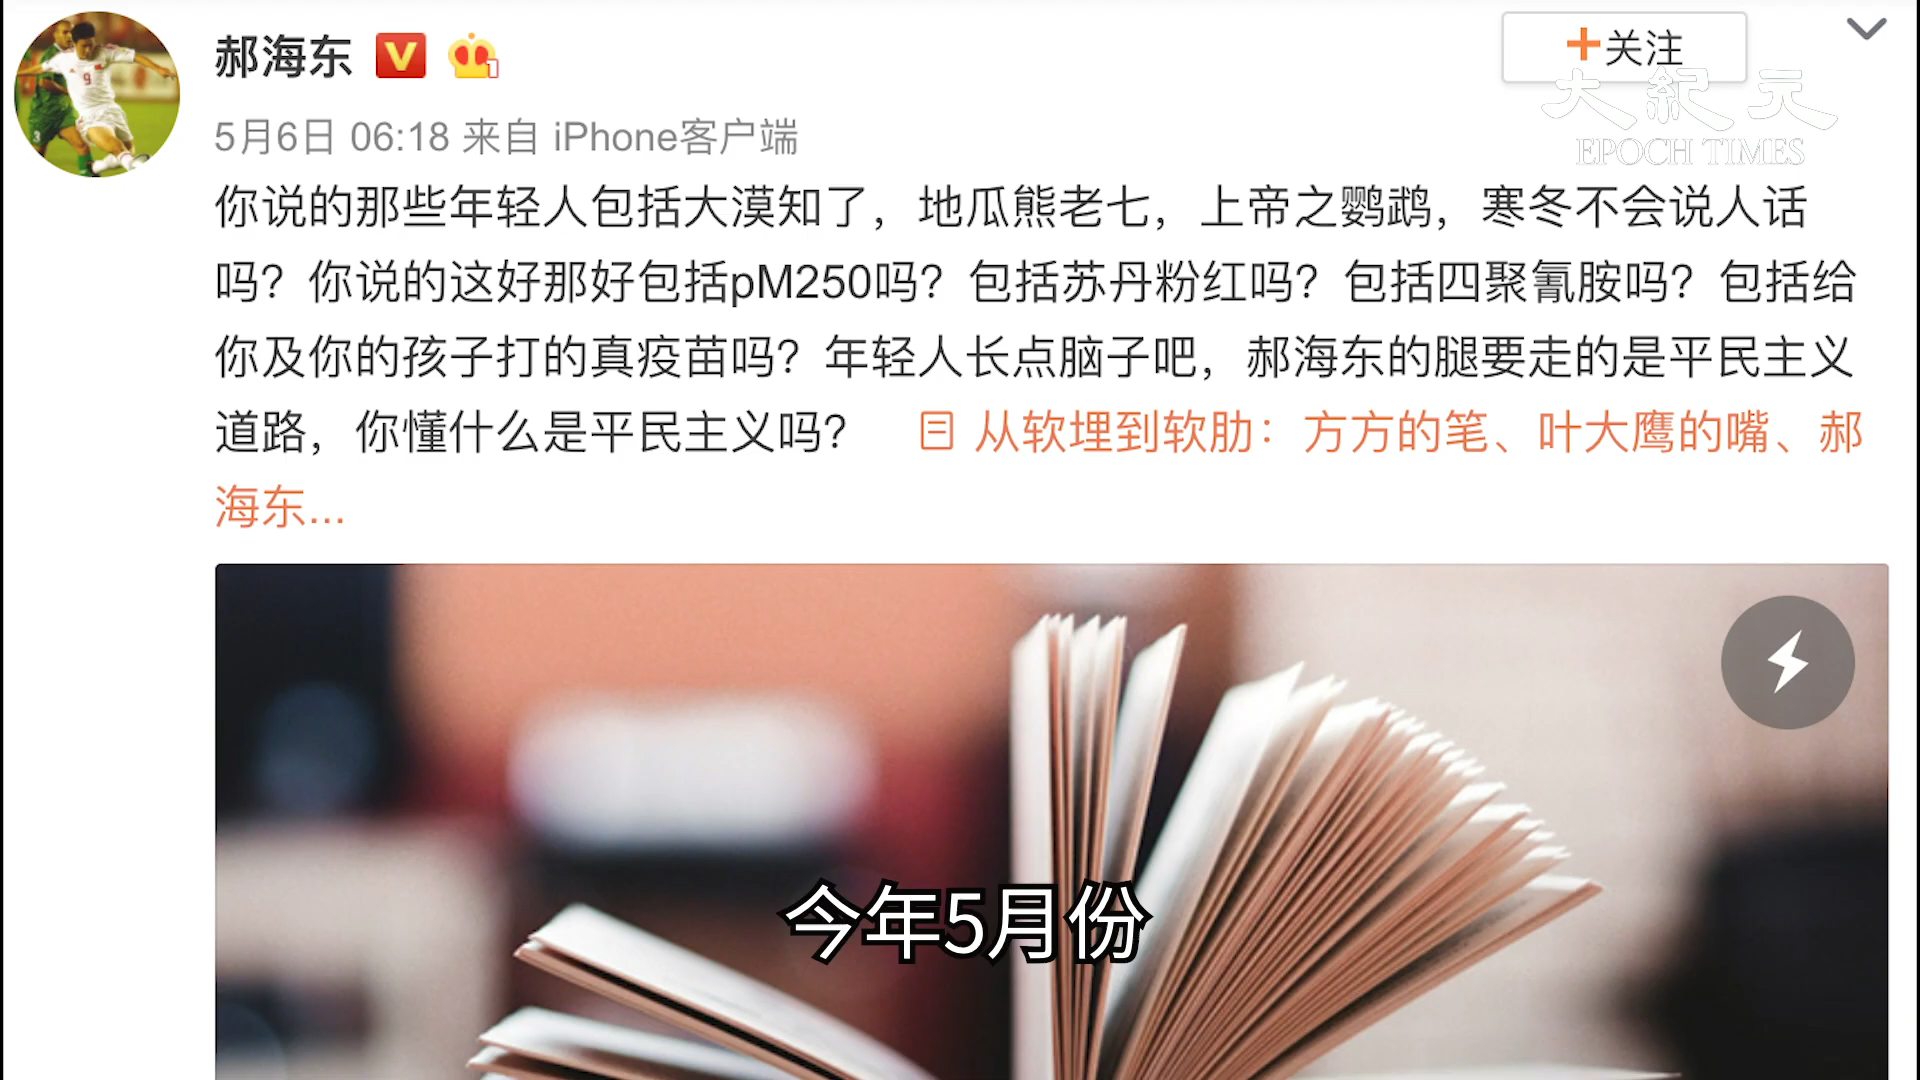 郝海东
+关注
大紀元
EPOCH TIMES
5月6日 06:18 来自 iPhone客户端
你说的那些年轻人包括大漠知了，地瓜熊老七，上帝之鹦鹉，寒冬不会说人话
吗？你说的这好那好包括pM250吗？包括苏丹粉红吗？包括四聚氰胺吗？包括给
你及你的孩子打的真疫苗吗？年轻人长点脑子吧，郝海东的腿要走的是平民主义
道路，你懂什么是平民主义吗？ 从软埋到软肋：方方的笔、叶大鹰的嘴、郝
海东...
今年5月份